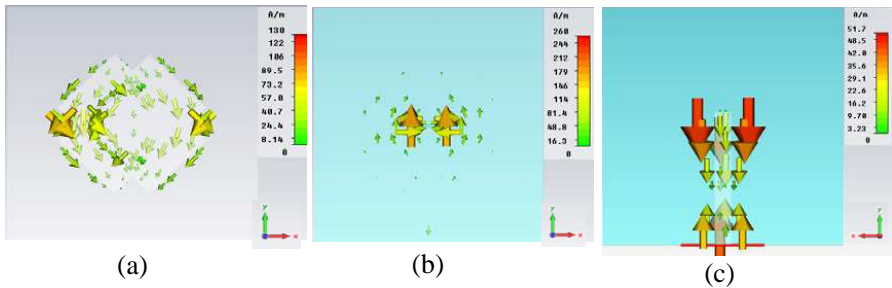 A/m
130
122
106
89.5
73.2
57.0
40.7
24.4
8.14
0
y
x
(a)
A/m
260
244
212
179
146
114
81.4
48.8
16.3
0
y
x
(b)
A/m
51.7
48.5
42.0
35.6
29.1
22.6
16.2
9.70
3.23
0
y
x
(c)